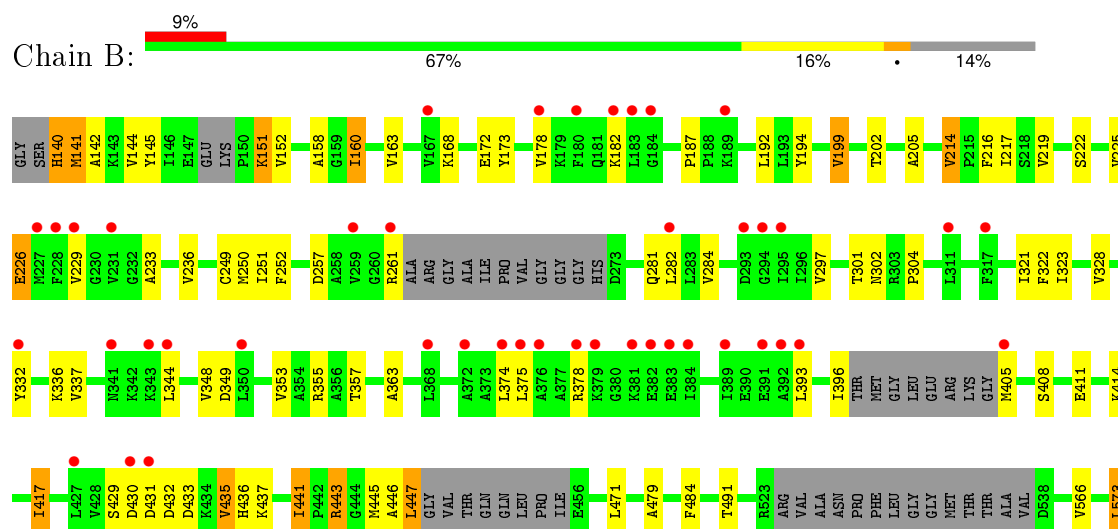 9%
Chain B:
67% 16% • 14%
GLY SER H140 M141 A142 K143 V144 Y145 I146 E147 GLU LYS P150 K151 V152 A158 G159 I160 V163 V167 K168 E172 Y173 V178 K179 F180 Q181 K182 L183 G184 P187 P188 K189 L192 L193 Y194 V199 T202 A205 V214 P215 F216 I217 S218 V219 S222 V225
E226 M227 F228 V229 G230 V231 G232 A233 V236 C249 M250 I251 F252 D257 A258 V259 G260 R261 ALA ARG GLY ALA ILE PRO VAL GLY GLY GLY HIS D273 Q281 L282 L283 V284 D293 G294 I295 I296 V297 T301 N302 R303 P304 L311 F317 I321 F322 I323 V328
Y332 K336 V337 N341 K342 K343 L344 V348 D349 L350 V353 A354 R355 A356 T357 A363 L368 A372 A373 L374 L375 A376 A377 R378 K379 G380 K381 E382 E383 I384 I389 E390 E391 A392 L393 I396 THR MET GLY LEU GLU ARG LYS GLY M405 S408 E411 K414
I417 L427 V428 S429 D430 D431 D432 D433 K434 V435 H436 K437 I441 P442 R443 G444 M445 A446 L447 GLY VAL THR GLN GLN LEU PRO ILE E456 L471 A479 F484 T491 R523 ARG VAL ALA ASN PRO PHE LEU GLY GLY MET THR THR ALA VAL D538 V566